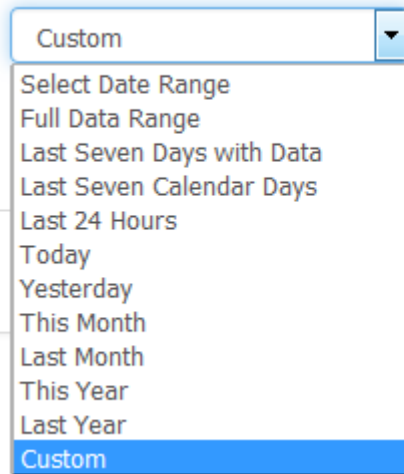 Custom
Select Date Range
Full Data Range
Last Seven Days with Data
Last Seven Calendar Days
Last 24 Hours
Today
Yesterday
This Month
Last Month
This Year
Last Year
Custom